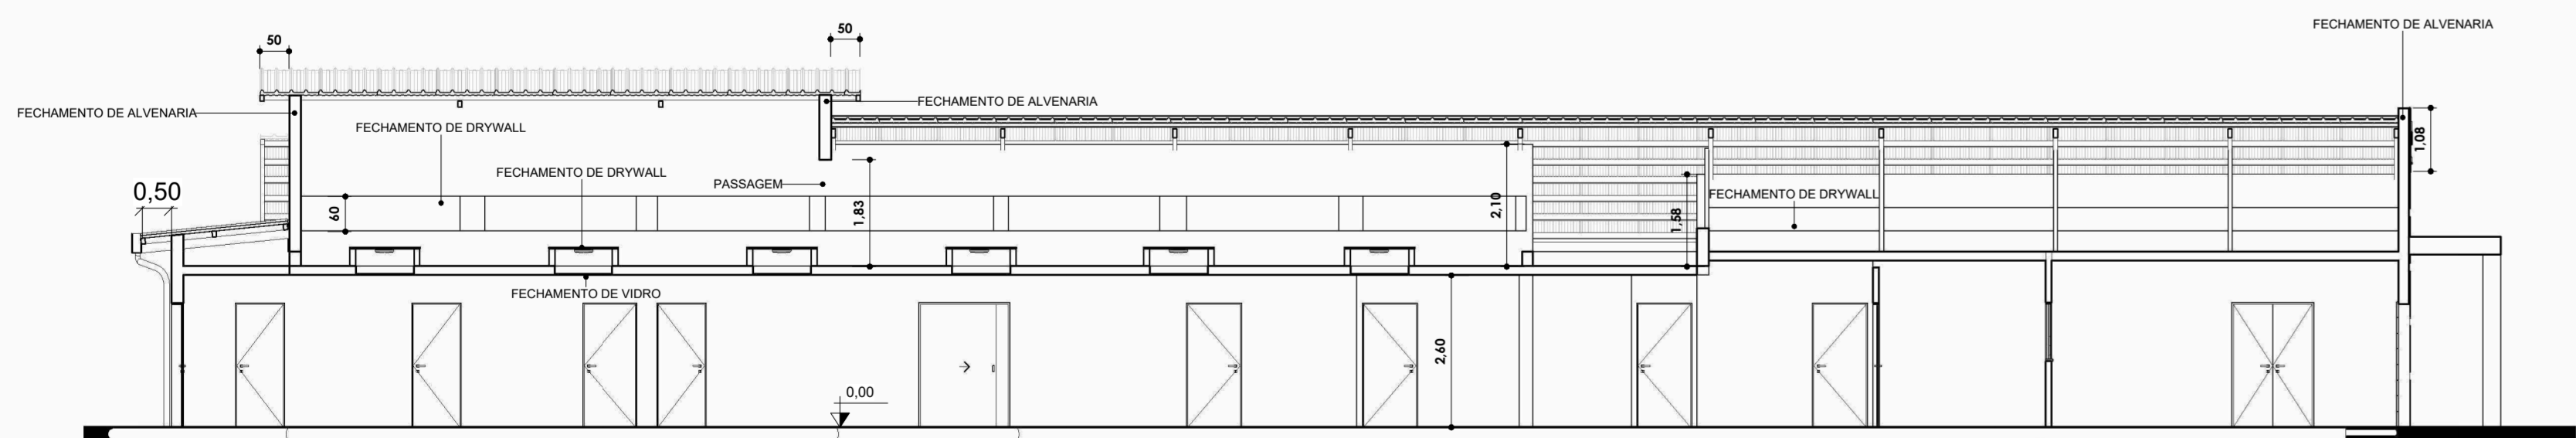 FECHAMENTO DE ALVENARIA
50
50
FECHAMENTO DE ALVENARIA
FECHAMENTO DE ALVENARIA
FECHAMENTO DE DRYWALL
1,08
FECHAMENTO DE DRYWALL
PASSAGEM
0,50
FECHAMENTO DE DRYWALL
60
1,83
2,10
1,58
FECHAMENTO DE VIDRO
2,60
0,00